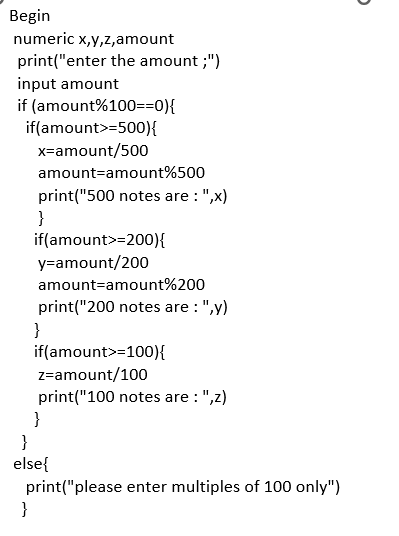 Begin
numeric x,y,z,amount
print("enter the amount ;")
input amount
if (amount%100==0){
if(amount>=500){
x=amount/500
amount=amount%500
print("500 notes are : ",x)
}
if(amount>=200){
y=amount/200
amount=amount%200
print("200 notes are : ",y)
}
if(amount>=100){
z=amount/100
print("100 notes are : ",z)
}
}
else{
print("please enter multiples of 100 only")
}